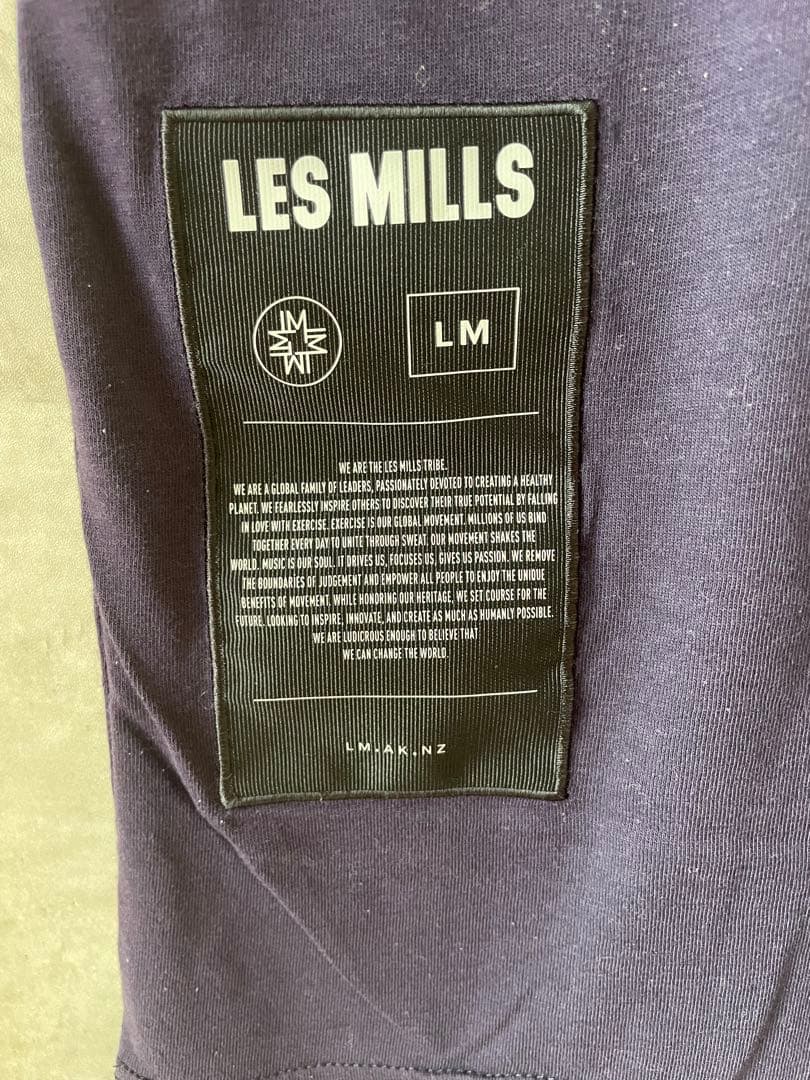 LES MILLS
LM
WE ARE THE LES MILLS TRIBE.
WE ARE A GLOBAL FAMILY OF LEADERS, PASSIONATELY DEVOTED TO CREATING A HEALTHY
PLANET. WE FEARLESSLY INSPIRE OTHERS TO DISCOVER THEIR TRUE POTENTIAL BY FALLING
IN LOVE WITH EXERCISE. EXERCISE IS OUR GLOBAL MOVEMENT. MILLIONS OF US BIND
TOGETHER EVERY DAY TO UNITE THROUGH SWEAT. OUR MOVEMENT SHAKES THE
WORLD. MUSIC IS OUR SOUL. IT DRIVES US, FOCUSES US, GIVES US PASSION. WE REMOVE
THE BOUNDARIES OF JUDGEMENT AND EMPOWER ALL PEOPLE TO ENJOY THE UNIQUE
BENEFITS OF MOVEMENT. WHILE HONORING OUR HERITAGE. WE SET COURSE FOR THE
FUTURE. LOOKING TO INSPIRE, INNOVATE, AND CREATE AS MUCH AS HUMANLY POSSIBLE.
WE ARE LUDICROUS ENOUGH TO BELIEVE THAT
WE CAN CHANGE THE WORLD.
LM.AK.NZ